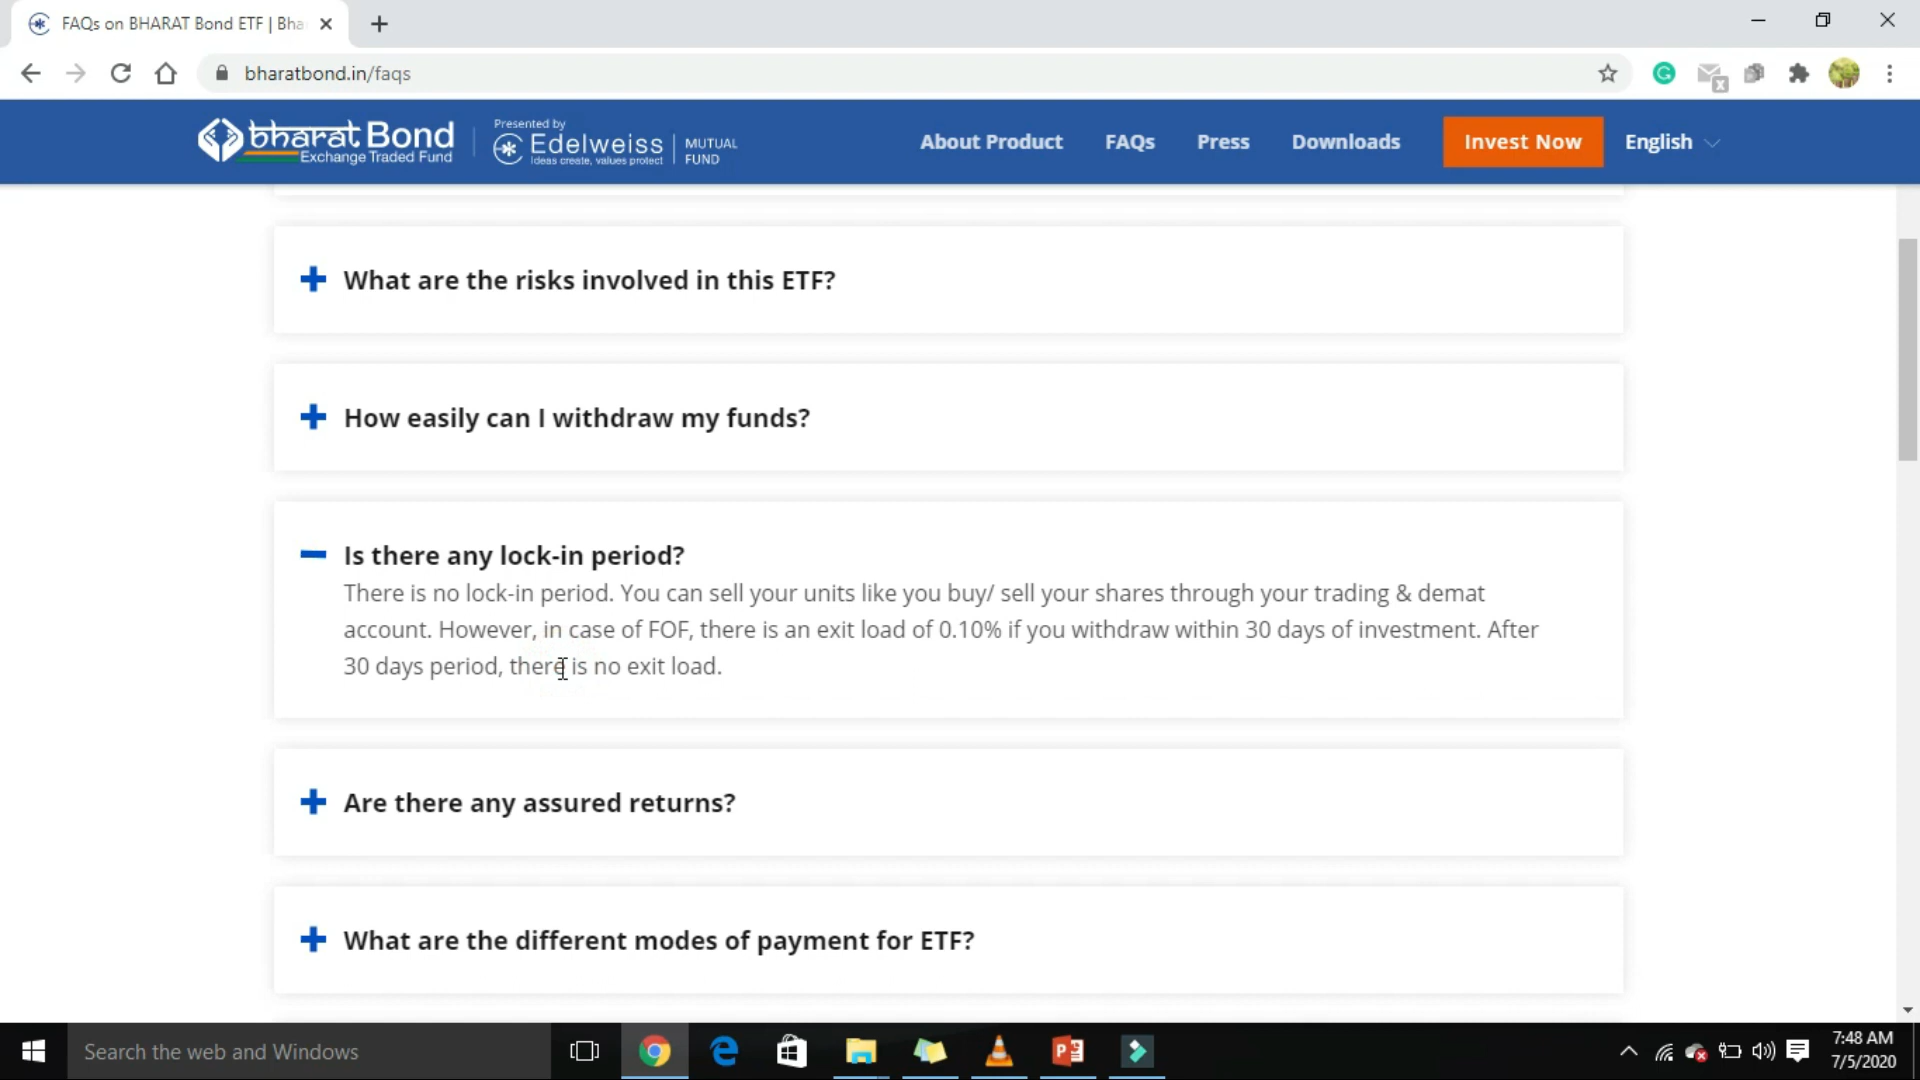 FAQs on BHARAT Bond ETF | Bha
bharatbond.in/faqs
bharat Bond
Exchange Traded Fund
Presented by
Edelweiss
Ideas create, values protect
MUTUAL
FUND
About Product
FAQs
Press
Downloads
Invest Now
English
What are the risks involved in this ETF?
How easily can I withdraw my funds?
Is there any lock-in period?
There is no lock-in period. You can sell your units like you buy/ sell your shares through your trading & demat
account. However, in case of FOF, there is an exit load of 0.10% if you withdraw within 30 days of investment. After
30 days period, there is no exit load.
Are there any assured returns?
What are the different modes of payment for ETF?
Search the web and Windows
7:48 AM
7/5/2020